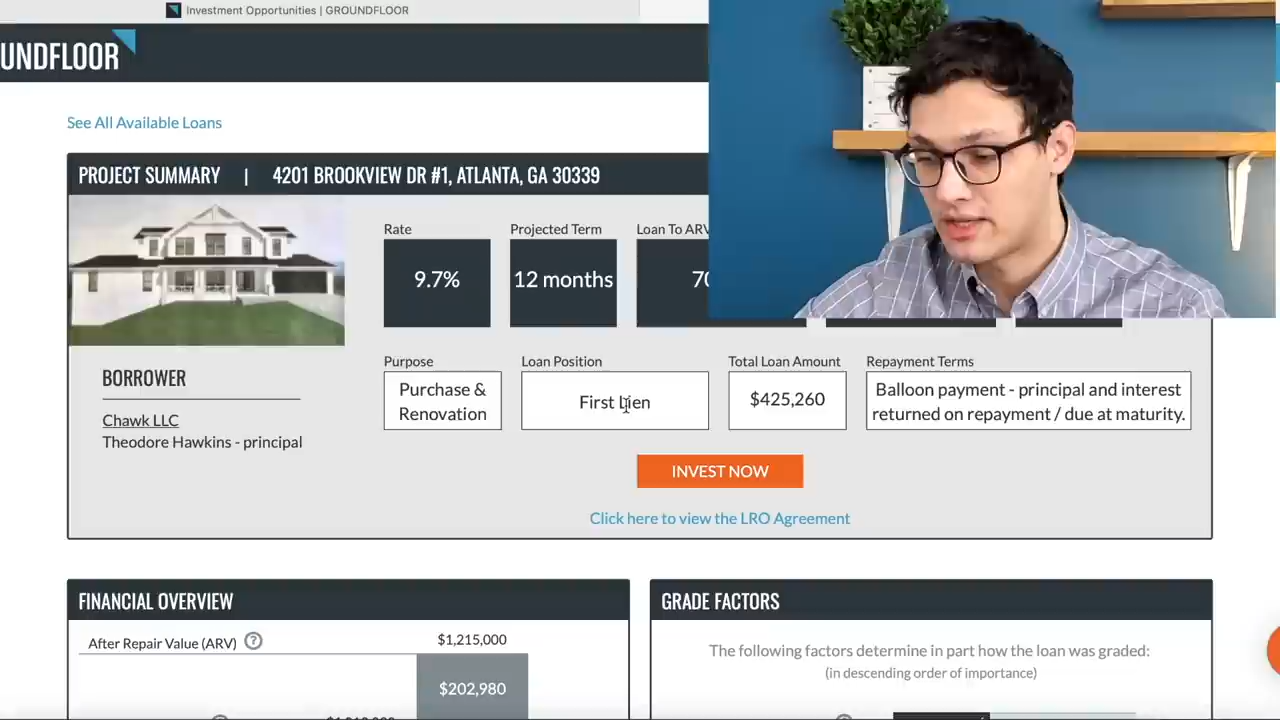 Investment Opportunities | GROUNDFLOOR
UNDFLOOR
See All Available Loans
PROJECT SUMMARY | 4201 BROOKVIEW DR #1, ATLANTA, GA 30339
Rate
Projected Term
Loan To ARV
9.7%
12 months
70
Purpose
Loan Position
Total Loan Amount
Repayment Terms
Purchase &
Renovation
First Lien
$425,260
Balloon payment - principal and interest
returned on repayment / due at maturity.
BORROWER
Chawk LLC
Theodore Hawkins - principal
INVEST NOW
Click here to view the LRO Agreement
FINANCIAL OVERVIEW
After Repair Value (ARV) ?
$1,215,000
$202,980
GRADE FACTORS
The following factors determine in part how the loan was graded:
(in descending order of importance)